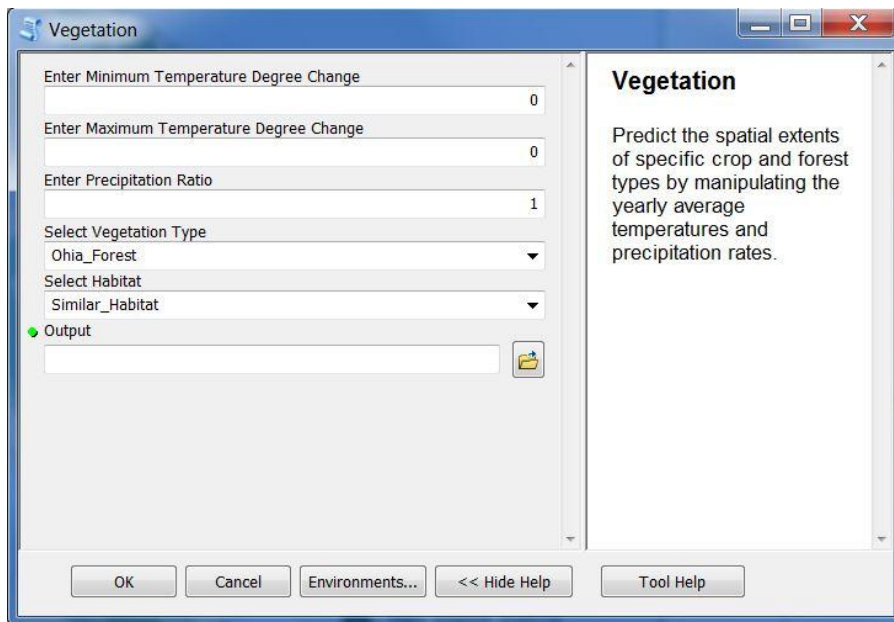 Vegetation
Enter Minimum Temperature Degree Change
0
Enter Maximum Temperature Degree Change
0
Enter Precipitation Ratio
1
Select Vegetation Type
Ohia_Forest
Select Habitat
Similar_Habitat
Output
Vegetation
Predict the spatial extents
of specific crop and forest
types by manipulating the
yearly average
temperatures and
precipitation rates.
OK
Cancel
Environments...
<< Hide Help
Tool Help